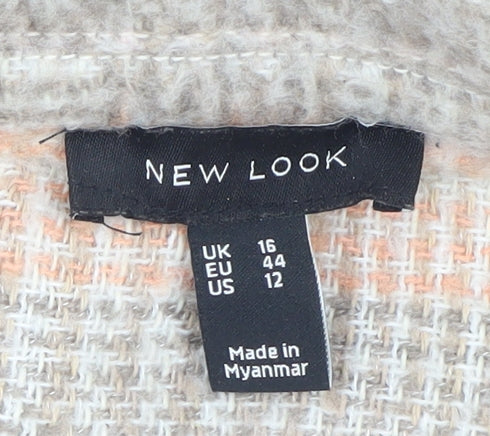 NEW LOOK
UK 16
EU 44
US 12
Made in
Myanmar